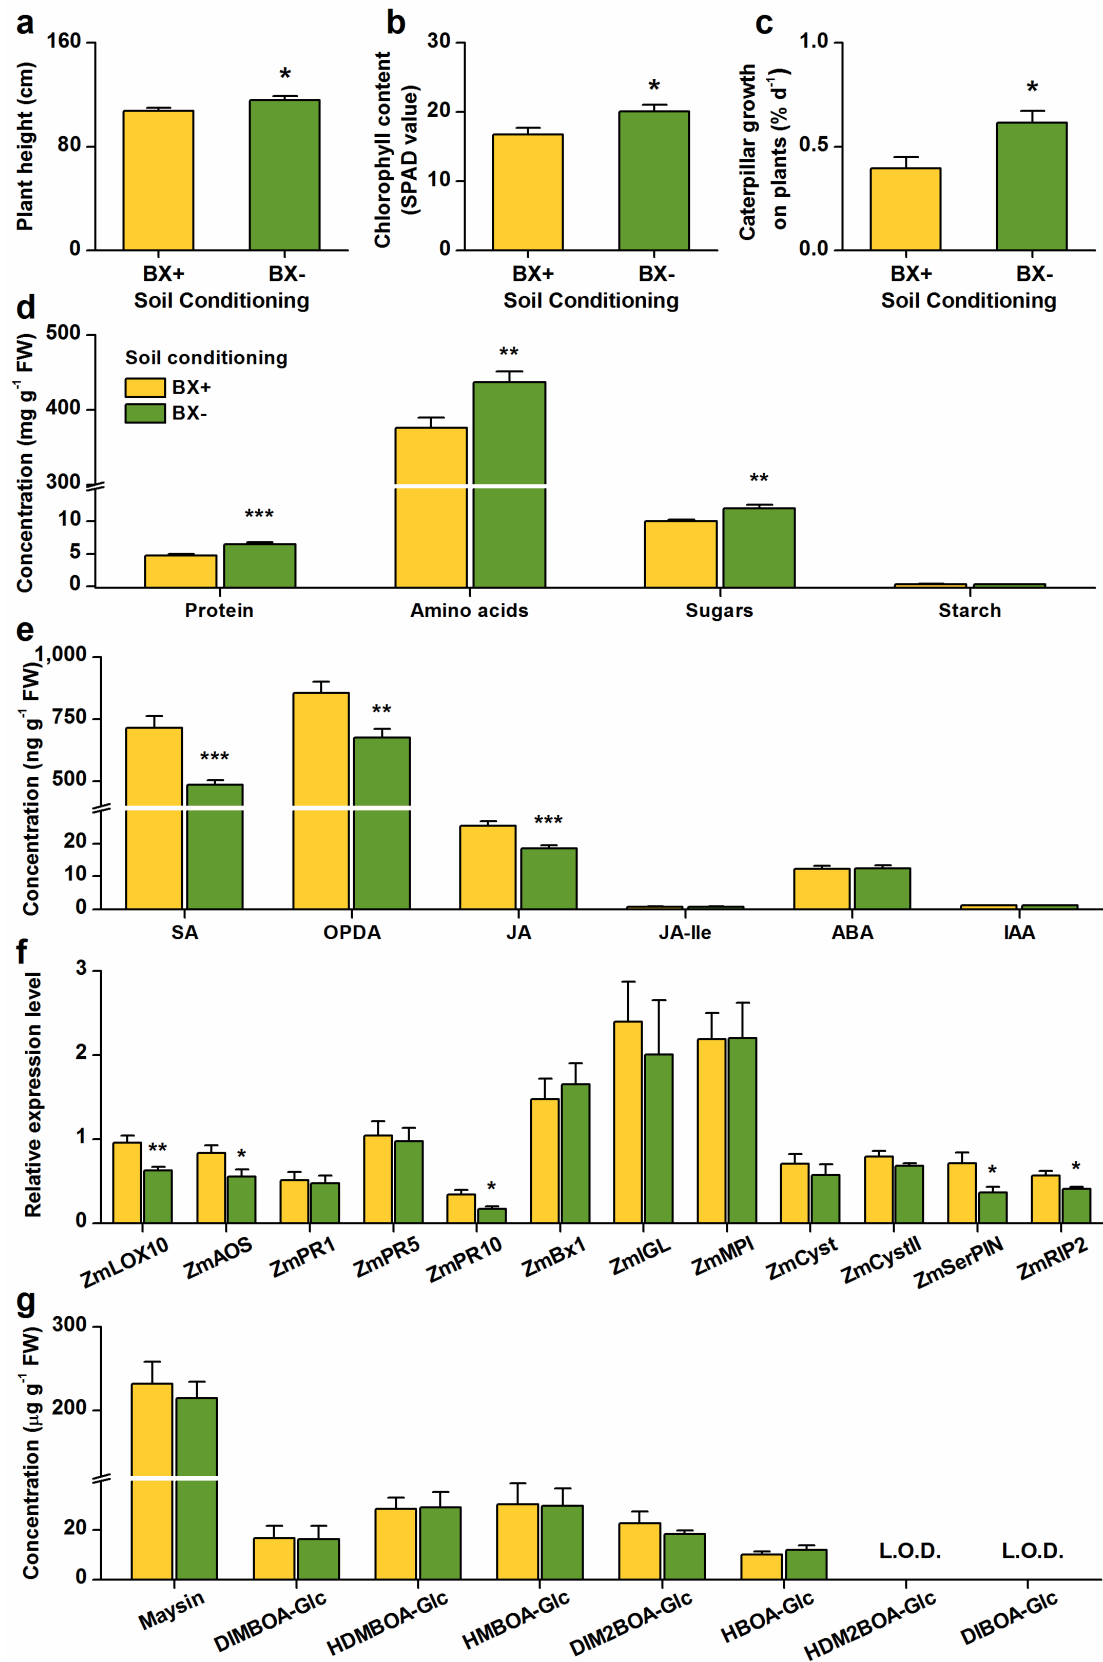 a
b
c
160
80
0
Plant height (cm)
*
BX+
BX-
Soil Conditioning
30
20
10
0
Chlorophyll content
(SPAD value)
*
BX+
BX-
Soil Conditioning
1.0
0.5
0.0
Caterpillar growth
on plants (% d⁻¹)
*
BX+
BX-
Soil Conditioning
d
500
400
300
10
5
0
Concentration (mg g⁻¹ FW)
Soil conditioning
BX+
BX-
***
**
**
Protein
Amino acids
Sugars
Starch
e
1,000
750
500
20
10
0
Concentration (ng g⁻¹ FW)
***
**
***
SA
OPDA
JA
JA-Ile
ABA
IAA
f
3
2
1
0
Relative expression level
**
*
*
*
*
ZmLOX10
ZmAOS
ZmPR1
ZmPR5
ZmPR10
ZmBx1
ZmIGL
ZmMPI
ZmCyst
ZmCystII
ZmSerPIN
ZmRIP2
g
300
200
20
0
Concentration (µg g⁻¹ FW)
L.O.D.
L.O.D.
Maysin
DIMBOA-Glc
HDMBOA-Glc
HMBOA-Glc
DIM2BOA-Glc
HBOA-Glc
HDM2BOA-Glc
DIBOA-Glc